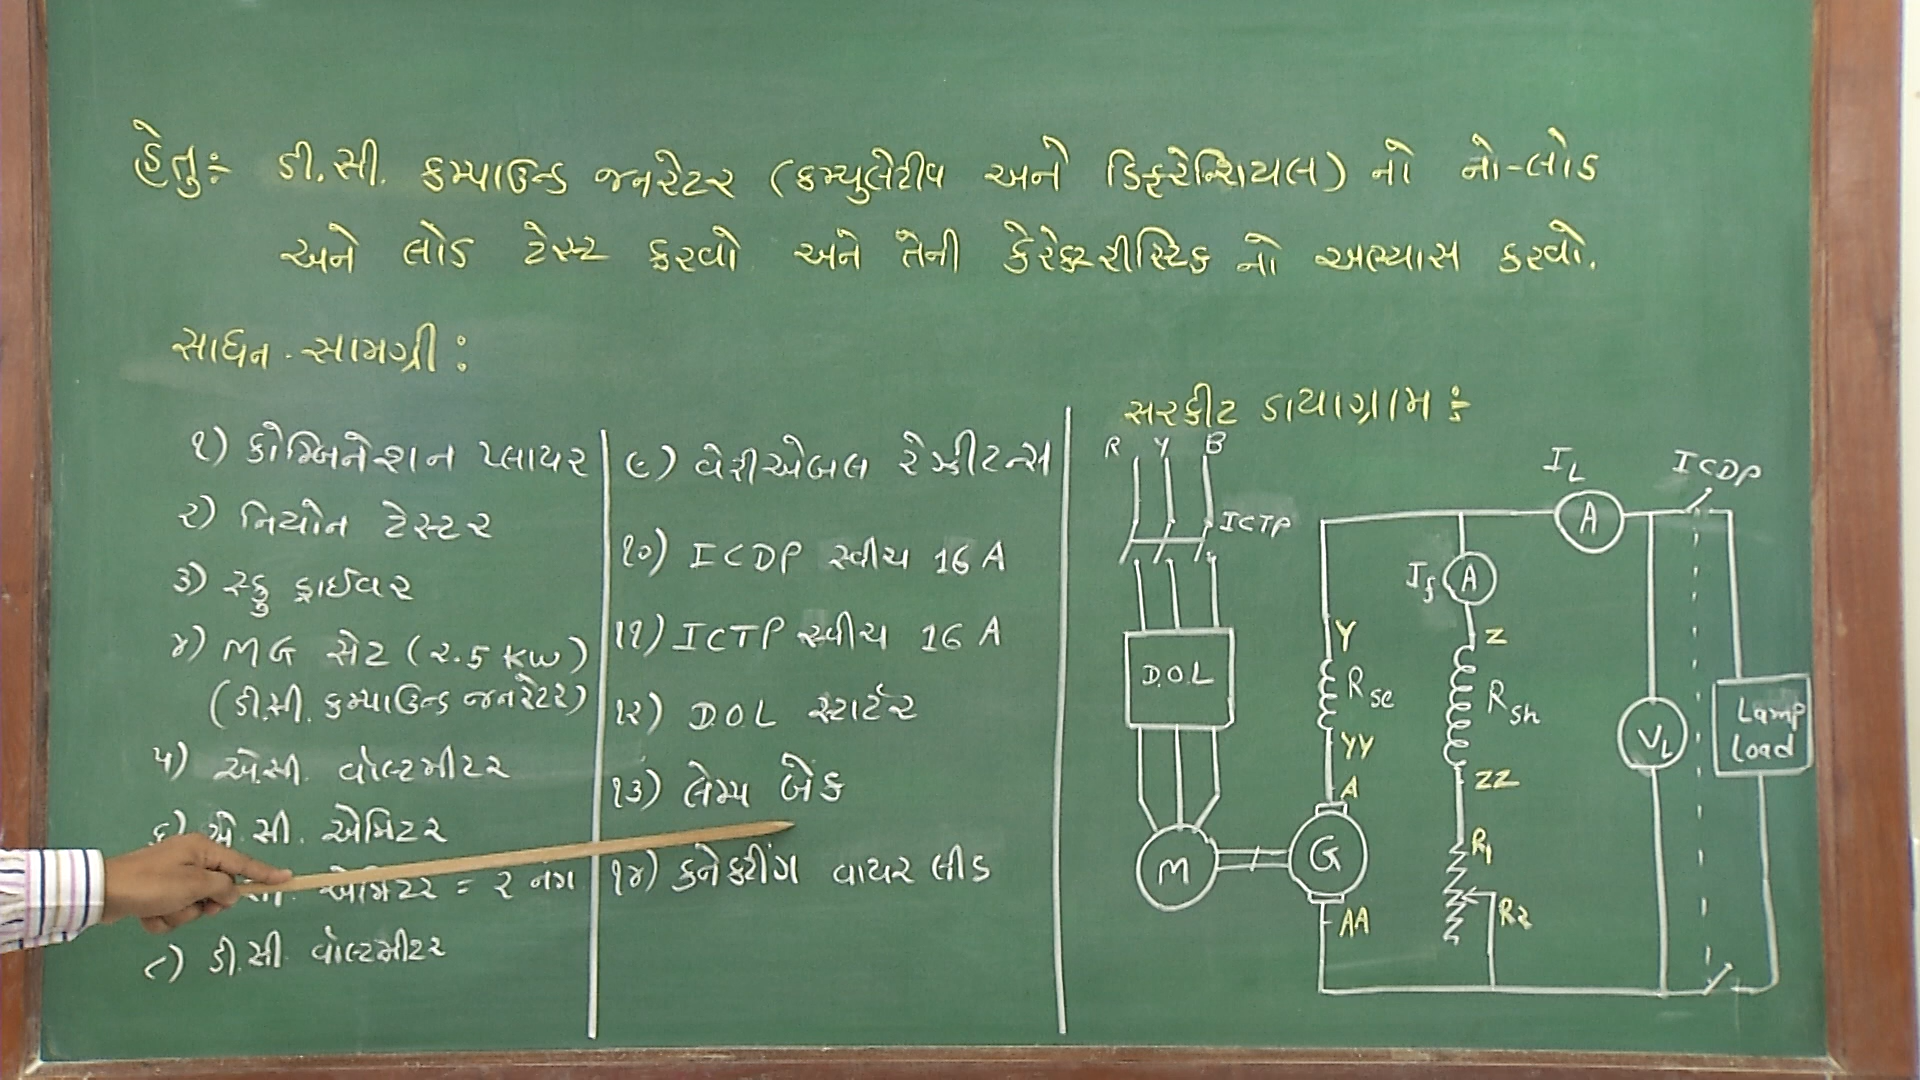 હેતુ:- ડી.સી. કમ્પાઉન્ડ જનરેટર (કમ્યુલેટીવ અને ડિફરેન્શિયલ) નો નો-લોડ
અને લોડ ટેસ્ટ કરવો અને તેની કેરેક્ટરીસ્ટિક નો અભ્યાસ કરવો.
સાધન-સામગ્રી:
૧) કોમ્બિનેશન પ્લાયર
૨) નિયોન ટેસ્ટર
૩) સ્ક્રુ ડ્રાઈવર
૪) MG સેટ (૨.5 KW)
(ડી.સી. કમ્પાઉન્ડ જનરેટર)
૫) એ.સી. વોલ્ટમીટર
૬) એ.સી. એમિટર
સી. એમિટર = ૨ નંગ
૮) ડી.સી વોલ્ટમીટર
૯) વેરીએબલ રેઝીટન્સ
૧૦) ICDP સ્વીચ 16 A
૧૧) ICTP સ્વીચ 16 A
૧૨) D.O.L સ્ટાર્ટર
૧૩) લેમ્પ બેંક
૧૪) કનેક્ટીંગ વાયર લીડ
સરકીટ ડાયાગ્રામ:-
R Y B
ICTP
D.O.L
M
G
Y
Rse
YY
A
AA
If
A
Z
Rsh
ZZ
R1
R2
IL
A
ICDP
VL
Lamp
Load